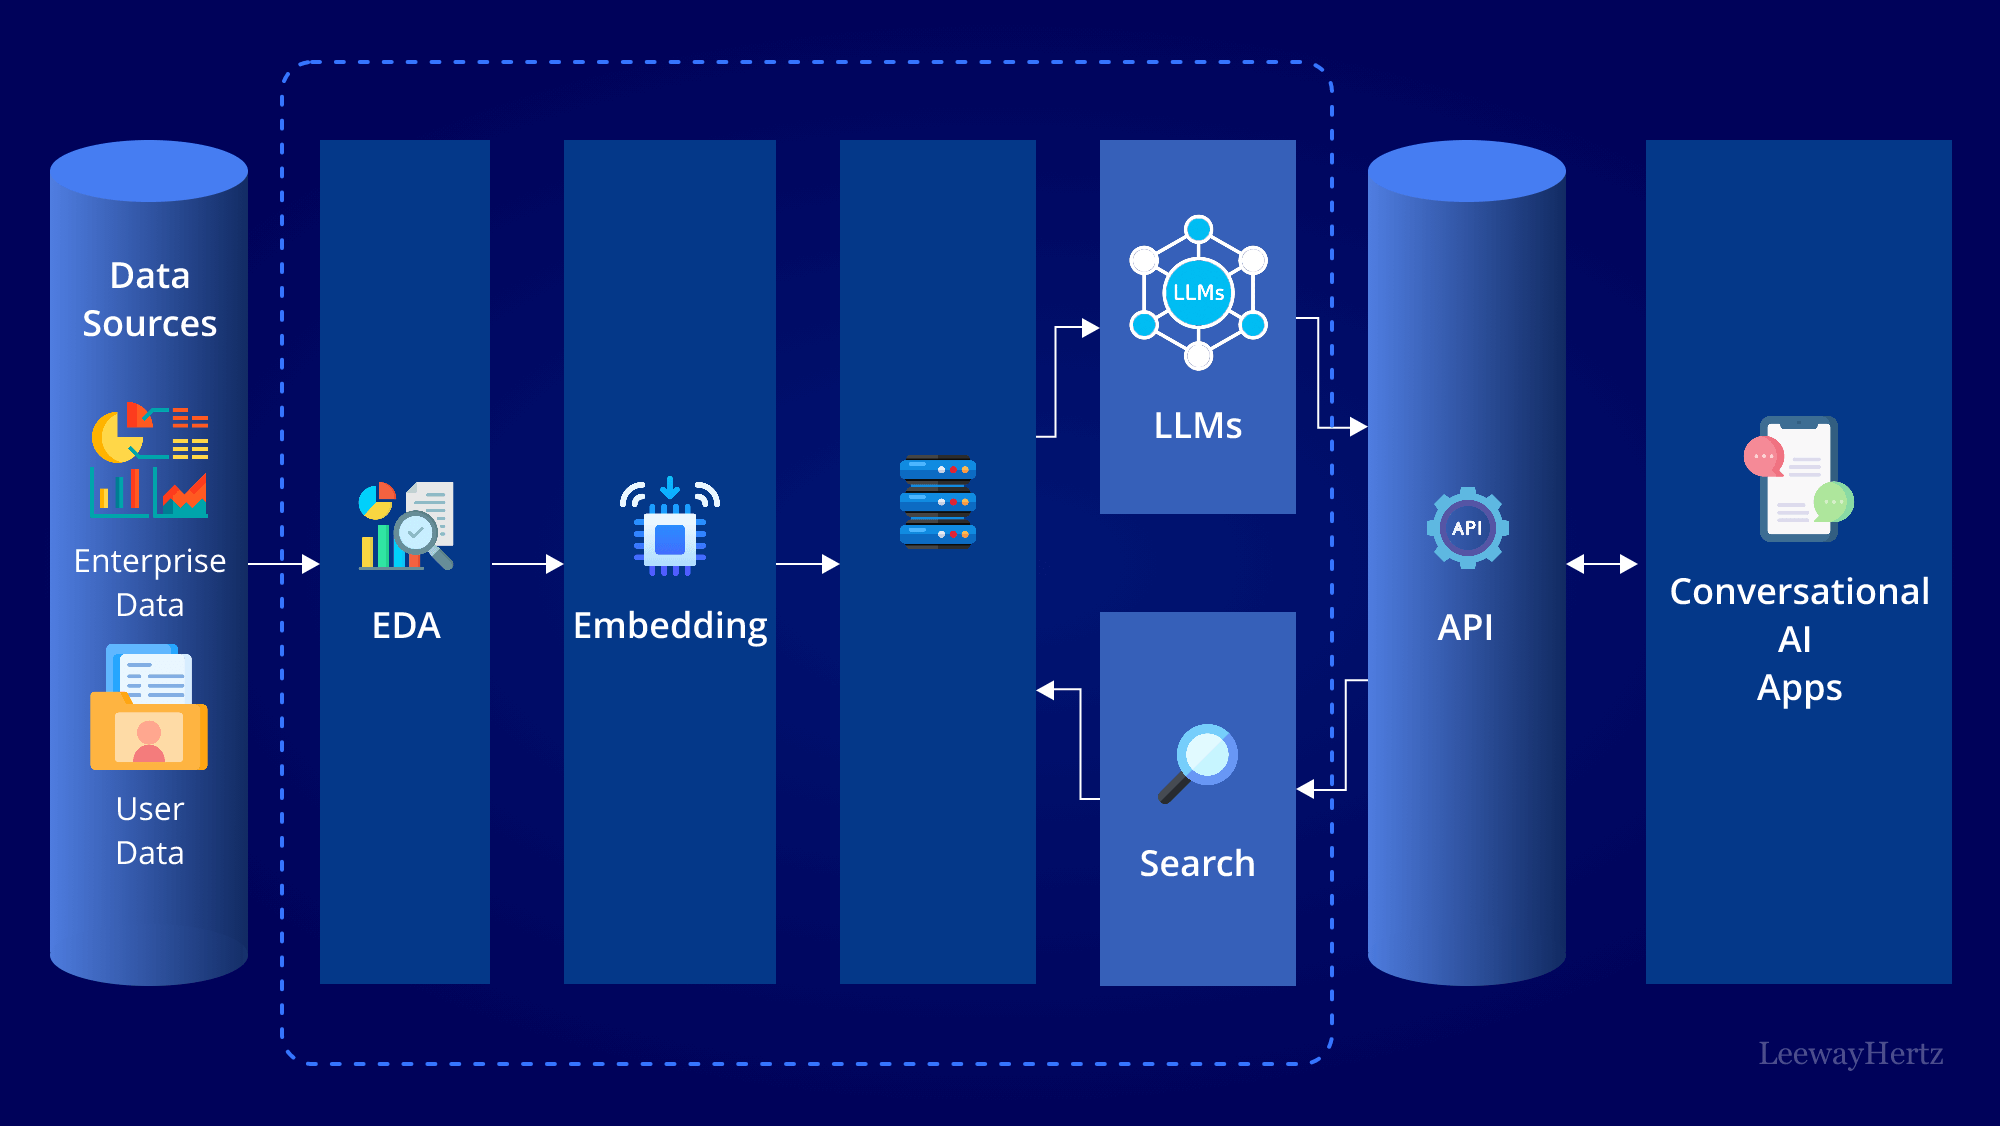 Data
Sources
Enterprise
Data
User
Data
EDA
Embedding
LLMs
LLMs
Search
API
API
Conversational
AI
Apps
LeewayHertz